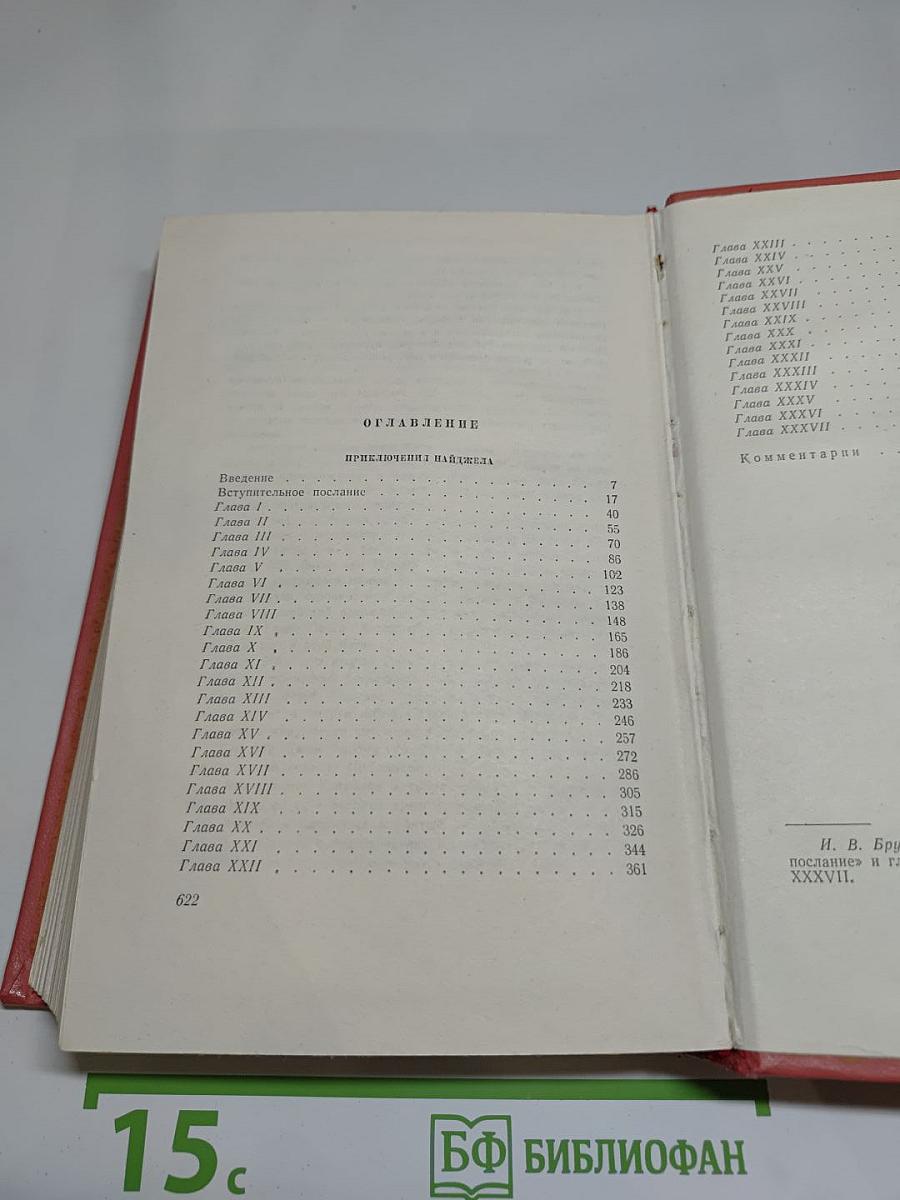 ОГЛАВЛЕНИЕ
ПРИКЛЮЧЕНИЯ НАЙДЖЕЛА
Введение . . . . . . . . . . . . . . . . . . 7
Вступительное послание . . . . . . . . . . . . 17
Глава I . . . . . . . . . . . . . . . . . . 40
Глава II . . . . . . . . . . . . . . . . . . 55
Глава III . . . . . . . . . . . . . . . . . . 70
Глава IV . . . . . . . . . . . . . . . . . . 86
Глава V . . . . . . . . . . . . . . . . . . 102
Глава VI . . . . . . . . . . . . . . . . . . 123
Глава VII . . . . . . . . . . . . . . . . . . 138
Глава VIII . . . . . . . . . . . . . . . . . . 148
Глава IX . . . . . . . . . . . . . . . . . . 165
Глава X . . . . . . . . . . . . . . . . . . 186
Глава XI . . . . . . . . . . . . . . . . . . 204
Глава XII . . . . . . . . . . . . . . . . . . 218
Глава XIII . . . . . . . . . . . . . . . . . . 233
Глава XIV . . . . . . . . . . . . . . . . . . 246
Глава XV . . . . . . . . . . . . . . . . . . 257
Глава XVI . . . . . . . . . . . . . . . . . . 272
Глава XVII . . . . . . . . . . . . . . . . . . 286
Глава XVIII . . . . . . . . . . . . . . . . . . 305
Глава XIX . . . . . . . . . . . . . . . . . . 315
Глава XX . . . . . . . . . . . . . . . . . . 326
Глава XXI . . . . . . . . . . . . . . . . . . 344
Глава XXII . . . . . . . . . . . . . . . . . . 361
622
Глава XXIII . . . . . .
Глава XXIV . . . . . .
Глава XXV . . . . . .
Глава XXVI . . . . . .
Глава XXVII . . . . .
Глава XXVIII . . . . .
Глава XXIX . . . . . .
Глава XXX . . . . . .
Глава XXXI . . . . . .
Глава XXXII . . . . .
Глава XXXIII . . . . .
Глава XXXIV . . . . .
Глава XXXV . . . . .
Глава XXXVI . . . . .
Глава XXXVII . . . .
Комментарии . .
И. В. Бру
послание» и гл
XXXVII.
15 с
БФ БИБЛИОФАН